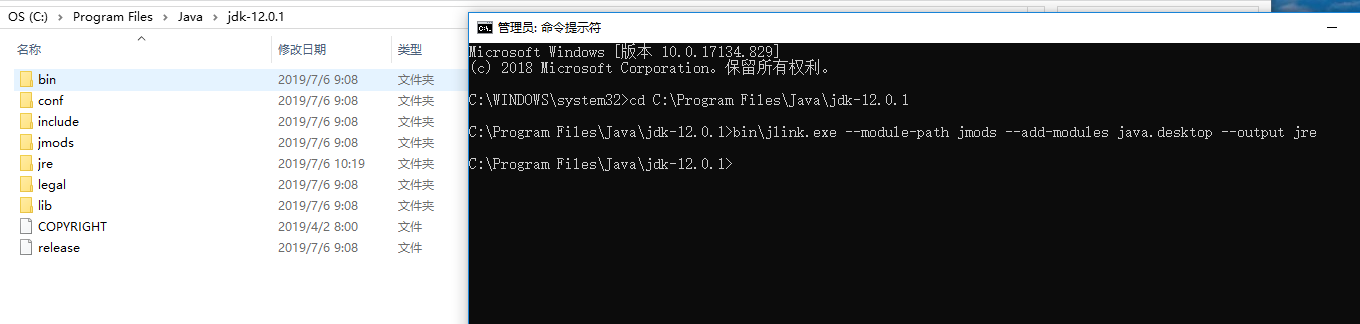 OS (C:) > Program Files > Java > jdk-12.0.1
名称 修改日期 类型
bin 2019/7/6 9:08 文件夹
conf 2019/7/6 9:08 文件夹
include 2019/7/6 9:08 文件夹
jmods 2019/7/6 9:08 文件夹
jre 2019/7/6 10:19 文件夹
legal 2019/7/6 9:08 文件夹
lib 2019/7/6 9:08 文件夹
COPYRIGHT 2019/4/2 8:00 文件
release 2019/7/6 9:08 文件
管理员: 命令提示符
Microsoft Windows [版本 10.0.17134.829]
(c) 2018 Microsoft Corporation。保留所有权利。
C:\WINDOWS\system32>cd C:\Program Files\Java\jdk-12.0.1
C:\Program Files\Java\jdk-12.0.1>bin\jlink.exe --module-path jmods --add-modules java.desktop --output jre
C:\Program Files\Java\jdk-12.0.1>